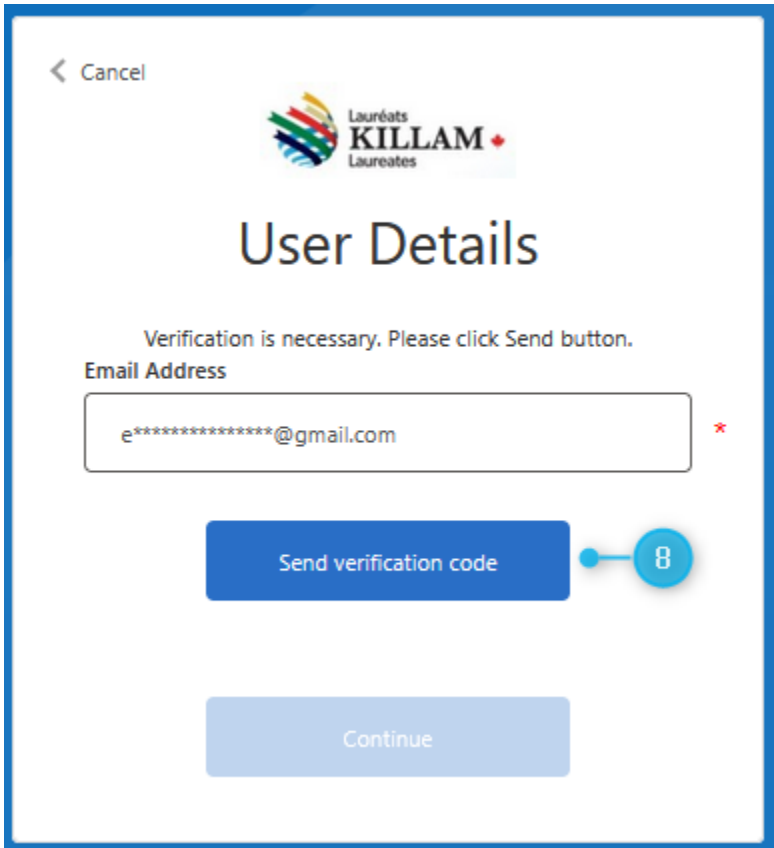 Cancel
Lauréats
KILLAM
Laureates
User Details
Verification is necessary. Please click Send button.
Email Address
e***************@gmail.com
*
Send verification code
8
Continue